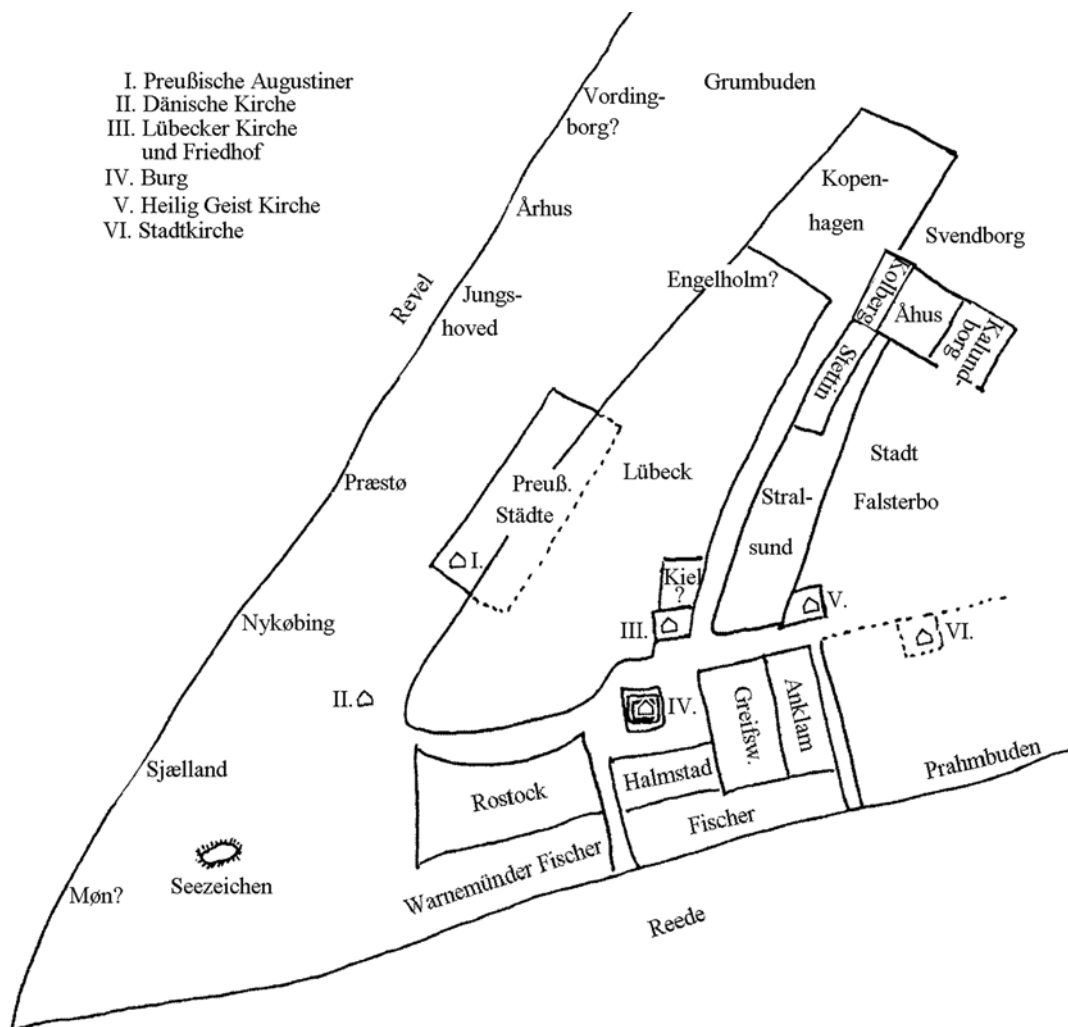 I. Preußische Augustiner
II. Dänische Kirche
III. Lübecker Kirche
und Friedhof
IV. Burg
V. Heilig Geist Kirche
VI. Stadtkirche
Grumbuden
Vording-
borg?
Kopen-
hagen
Århus
Svendborg
Engelholm?
Revel
Jungs-
hoved
Kolberg
Åhus
Kalund-
borg
Stettin
Præstø
Preuß.
Städte
Lübeck
Stadt
Falsterbo
Stral-
sund
I.
Kiel
?
Nykøbing
III.
V.
VI.
II.
IV.
Greifsw.
Anklam
Sjælland
Rostock
Halmstad
Prahmbuden
Fischer
Seezeichen
Warnemünder Fischer
Møn?
Reede